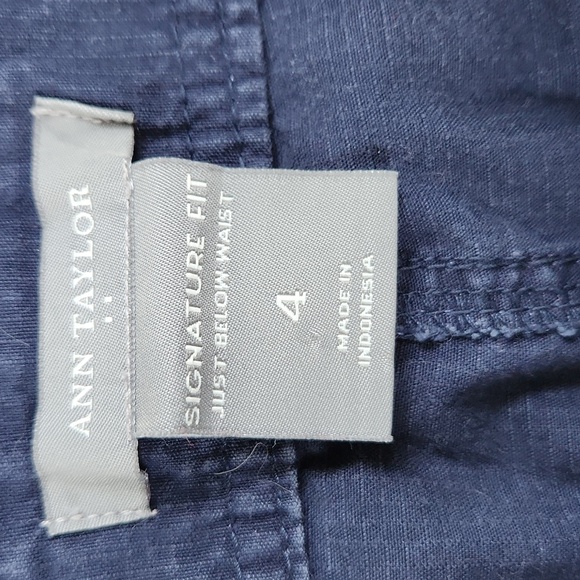 ANN TAYLOR
SIGNATURE FIT
JUST BELOW WAIST
4
MADE IN
INDONESIA